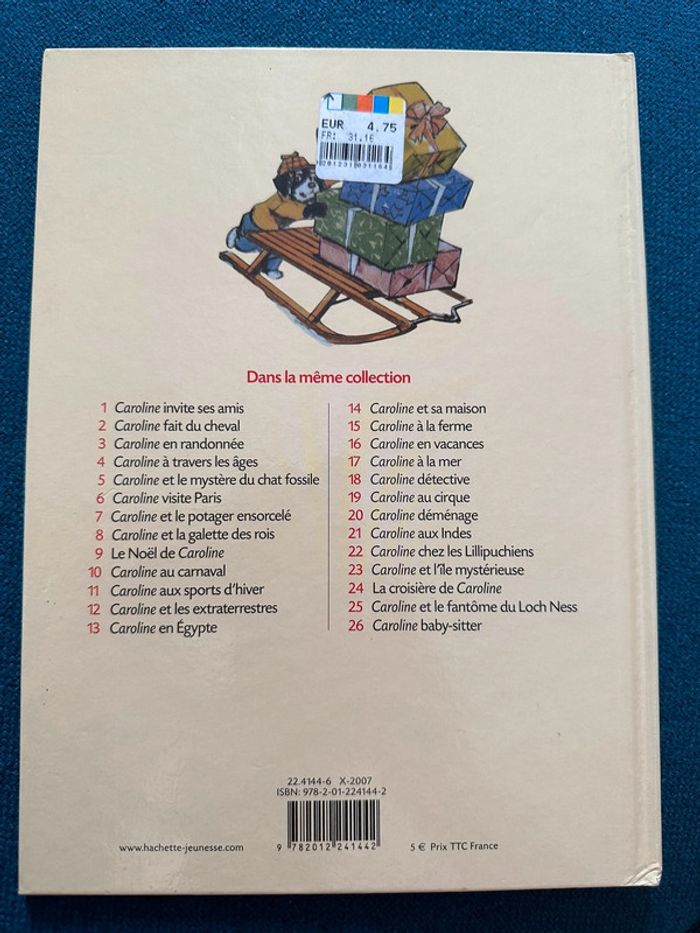 EUR 4.75
FR: 31.16
Dans la même collection
1 Caroline invite ses amis
2 Caroline fait du cheval
3 Caroline en randonnée
4 Caroline à travers les âges
5 Caroline et le mystère du chat fossile
6 Caroline visite Paris
7 Caroline et le potager ensorcelé
8 Caroline et la galette des rois
9 Le Noël de Caroline
10 Caroline au carnaval
11 Caroline aux sports d'hiver
12 Caroline et les extraterrestres
13 Caroline en Égypte
14 Caroline et sa maison
15 Caroline à la ferme
16 Caroline en vacances
17 Caroline à la mer
18 Caroline détective
19 Caroline au cirque
20 Caroline déménage
21 Caroline aux Indes
22 Caroline chez les Lillipuchiens
23 Caroline et l'île mystérieuse
24 La croisière de Caroline
25 Caroline et le fantôme du Loch Ness
26 Caroline baby-sitter
22.4144-6 X-2007
ISBN: 978-2-01-224144-2
www.hachette-jeunesse.com
9 782012 241442
5 € Prix TTC France